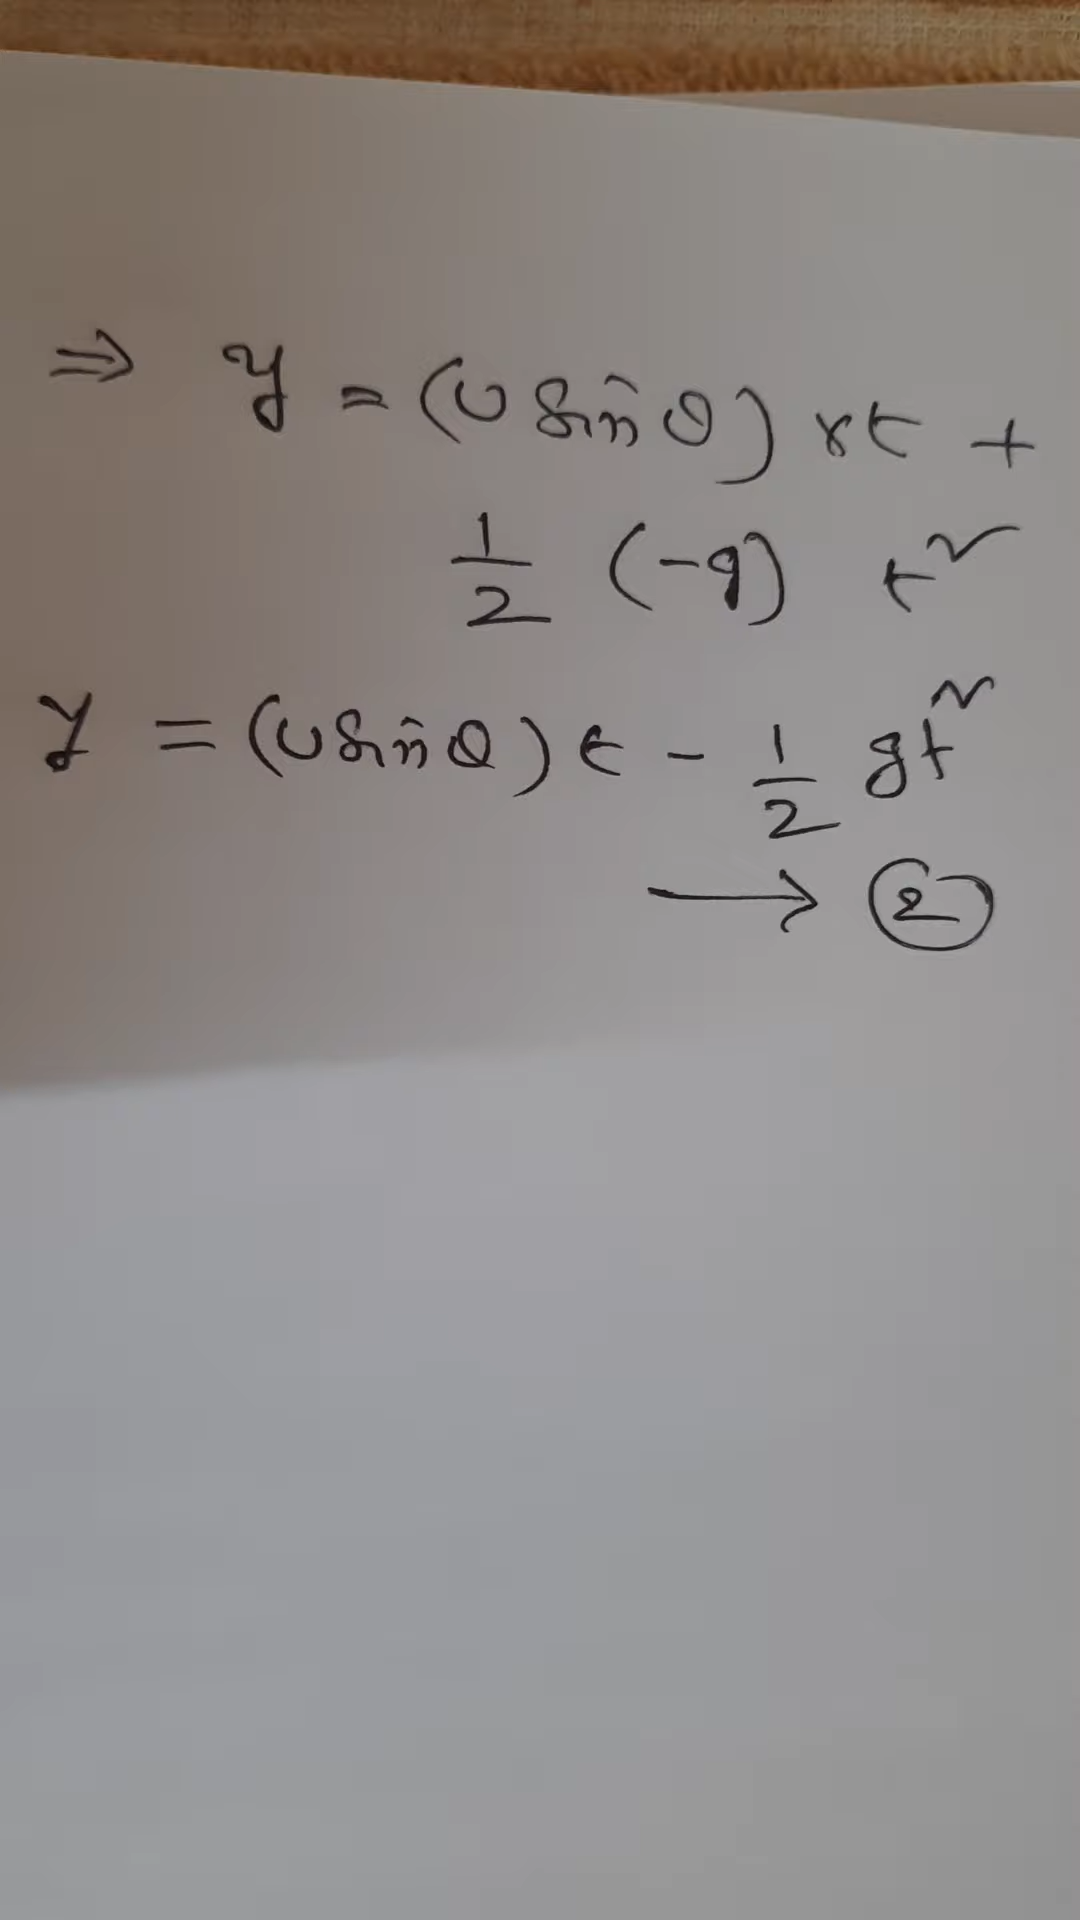 ⇒ y = (u sin θ) × t +
1/2 (-g) t²
y = (u sin θ) t - 1/2 gt²
→ ②